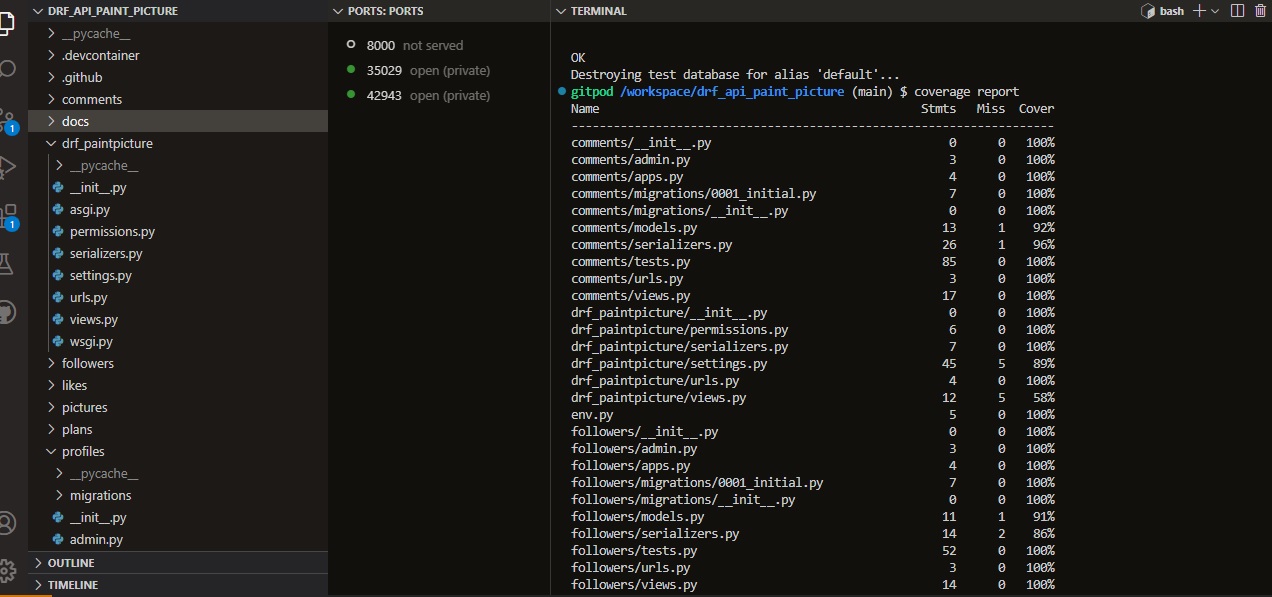 DRF_API_PAINT_PICTURE
__pycache__
.devcontainer
.github
comments
docs
drf_paintpicture
__pycache__
__init__.py
asgi.py
permissions.py
serializers.py
settings.py
urls.py
views.py
wsgi.py
followers
likes
pictures
plans
profiles
__pycache__
migrations
__init__.py
admin.py
OUTLINE
TIMELINE
1
1
PORTS: PORTS
8000 not served
35029 open (private)
42943 open (private)
TERMINAL
bash
OK
Destroying test database for alias 'default'...
gitpod /workspace/drf_api_paint_picture (main) $ coverage report
Name Stmts Miss Cover
---------------------------------------------------------------
comments/__init__.py 0 0 100%
comments/admin.py 3 0 100%
comments/apps.py 4 0 100%
comments/migrations/0001_initial.py 7 0 100%
comments/migrations/__init__.py 0 0 100%
comments/models.py 13 1 92%
comments/serializers.py 26 1 96%
comments/tests.py 85 0 100%
comments/urls.py 3 0 100%
comments/views.py 17 0 100%
drf_paintpicture/__init__.py 0 0 100%
drf_paintpicture/permissions.py 6 0 100%
drf_paintpicture/serializers.py 7 0 100%
drf_paintpicture/settings.py 45 5 89%
drf_paintpicture/urls.py 4 0 100%
drf_paintpicture/views.py 12 5 58%
env.py 5 0 100%
followers/__init__.py 0 0 100%
followers/admin.py 3 0 100%
followers/apps.py 4 0 100%
followers/migrations/0001_initial.py 7 0 100%
followers/migrations/__init__.py 0 0 100%
followers/models.py 11 1 91%
followers/serializers.py 14 2 86%
followers/tests.py 52 0 100%
followers/urls.py 3 0 100%
followers/views.py 14 0 100%